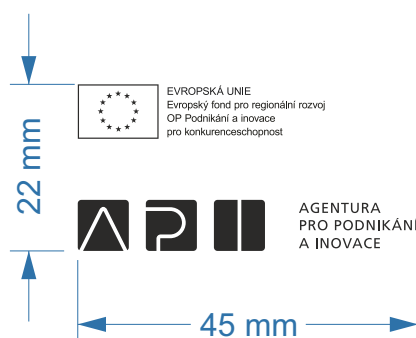 EVROPSKÁ UNIE
Evropský fond pro regionální rozvoj
OP Podnikání a inovace
pro konkurenceschopnost
22 mm
API
AGENTURA
PRO PODNIKÁNÍ
A INOVACE
45 mm